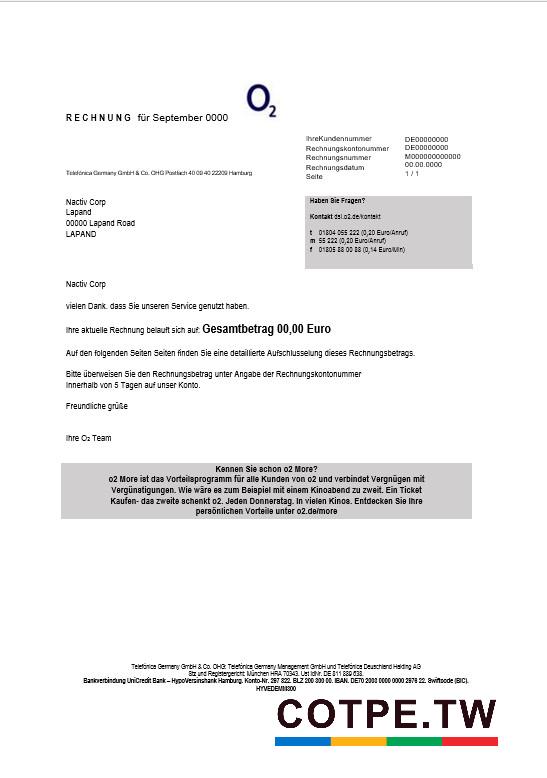 R E C H N U N G für September 0000
O2
IhreKundennummer DE00000000
Rechnungskontonummer DE00000000
Rechnungsnummer M000000000000
Rechnungsdatum 00.00.0000
Seite 1 / 1
Telefónica Germany GmbH & Co. OHG Postfach 40 09 40 22209 Hamburg
Nactiv Corp
Lapand
00000 Lapand Road
LAPAND
Haben Sie Fragen?
Kontakt dsl.o2.de/kontakt
t 01804 055 222 (0,20 Euro/Anruf)
m 55 222 (0,20 Euro/Anruf)
f 01805 88 00 88 (0,14 Euro/Min)
Nactiv Corp
vielen Dank. dass Sie unseren Service genutzt haben.
Ihre aktuelle Rechnung belauft sich auf: Gesamtbetrag 00,00 Euro
Auf den folgenden Seiten Seiten finden Sie eine detaillierte Aufschlusselung dieses Rechnungsbetrags.
Bitte überweisen Sie den Rechnungsbetrag unter Angabe der Rechnungskontonummer
Innerhalb von 5 Tagen auf unser Konto.
Freundliche grüße
Ihre O2 Team
Kennen Sie schon o2 More?
o2 More ist das Vorteilsprogramm für alle Kunden von o2 und verbindet Vergnügen mit
Vergünstigungen. Wie wäre es zum Beispiel mit einem Kinoabend zu zweit. Ein Ticket
Kaufen- das zweite schenkt o2. Jeden Donnerstag. In vielen Kinos. Entdecken Sie Ihre
persönlichen Vorteile unter o2.de/more
Telefónica Germany GmbH & Co. OHG: Telefónica Germany Management GmbH und Telefónica Deuschland Halding AG
Stz und Registergericht: München HRA 70343. Ust IdNr. DE 811 889 638.
Bankverbindung UniCredit Bank – HypoVersinshank Hamburg. Konto-Nr. 297 822. BLZ 200 300 00. IBAN. DE70 2003 0000 0000 2976 22. Swiftcode (BIC).
HYVEDEMM300
COTPE.TW